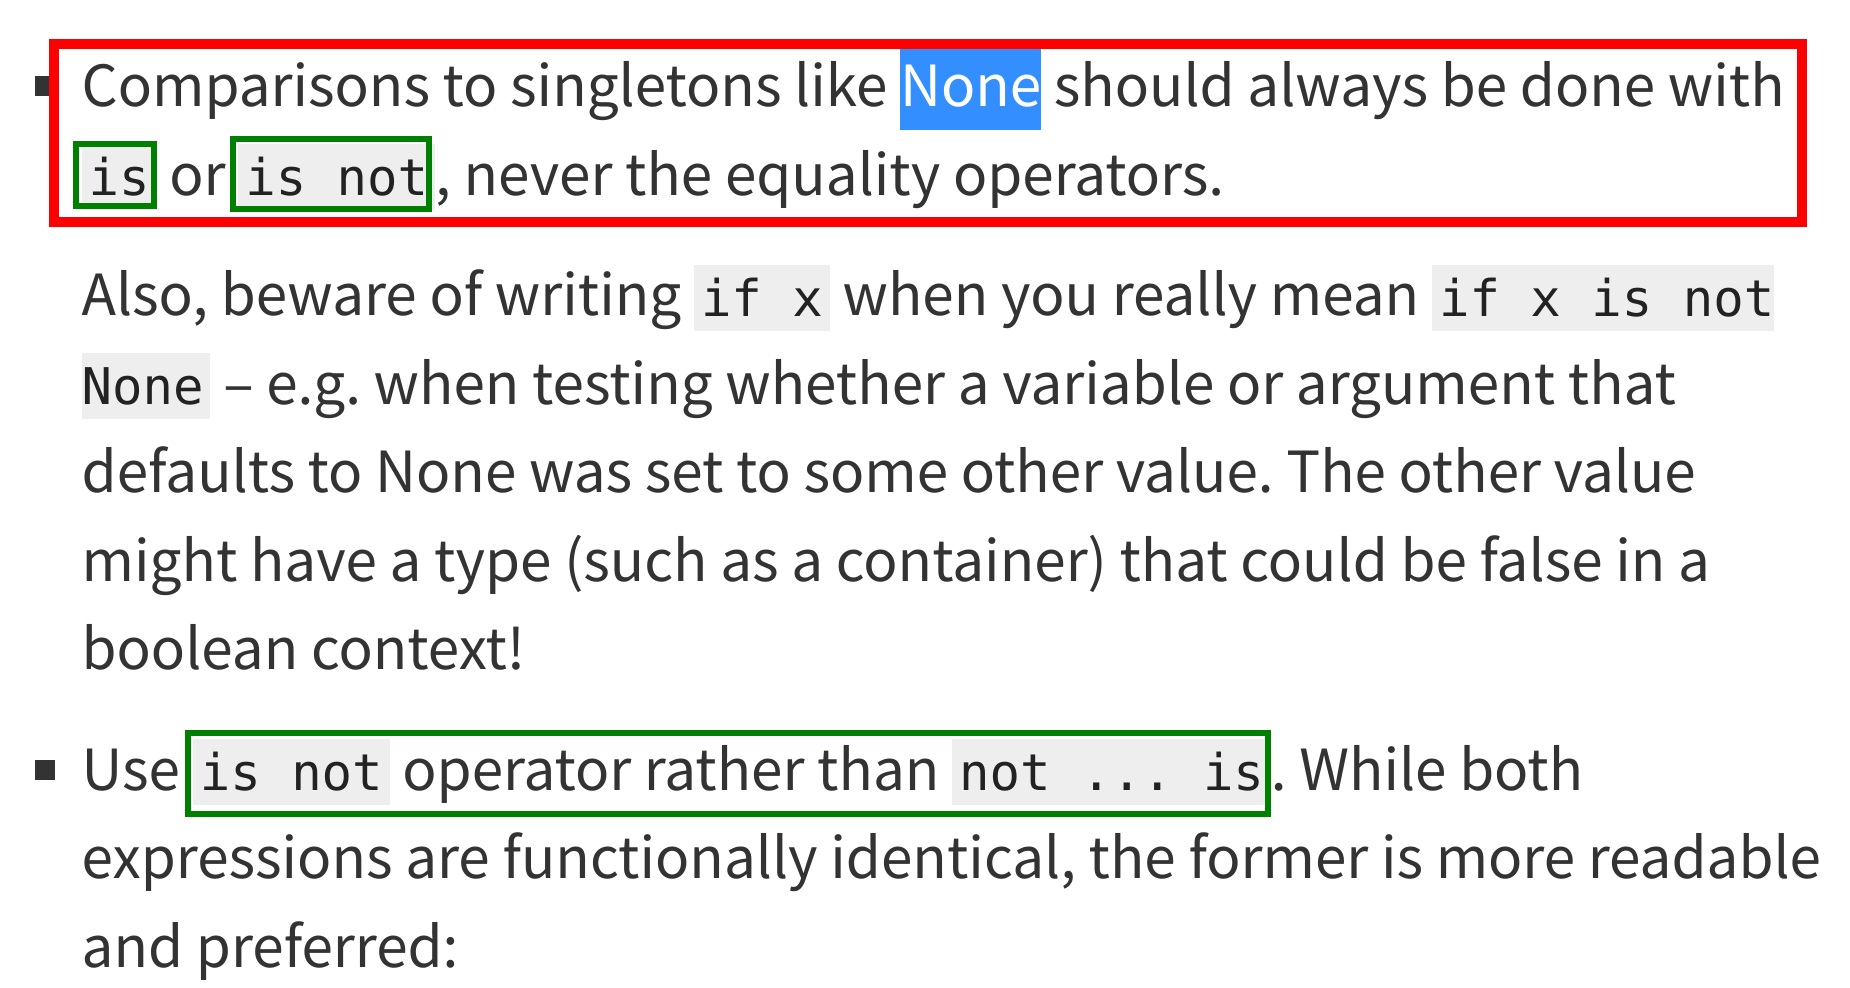 Comparisons to singletons like None should always be done with
is or is not, never the equality operators.
Also, beware of writing if x when you really mean if x is not
None – e.g. when testing whether a variable or argument that
defaults to None was set to some other value. The other value
might have a type (such as a container) that could be false in a
boolean context!
Use is not operator rather than not ... is. While both
expressions are functionally identical, the former is more readable
and preferred: